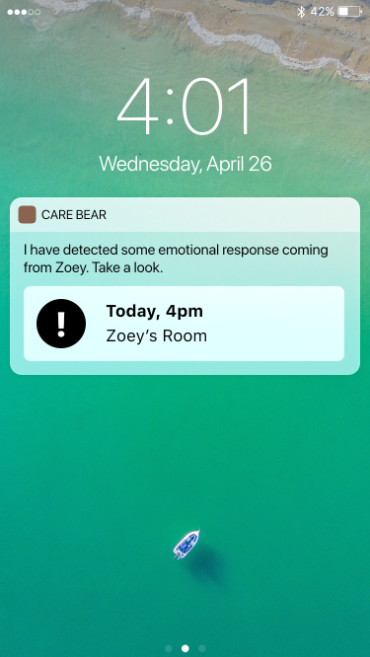 42%
4:01
Wednesday, April 26
CARE BEAR
I have detected some emotional response coming
from Zoey. Take a look.
!
Today, 4pm
Zoey’s Room